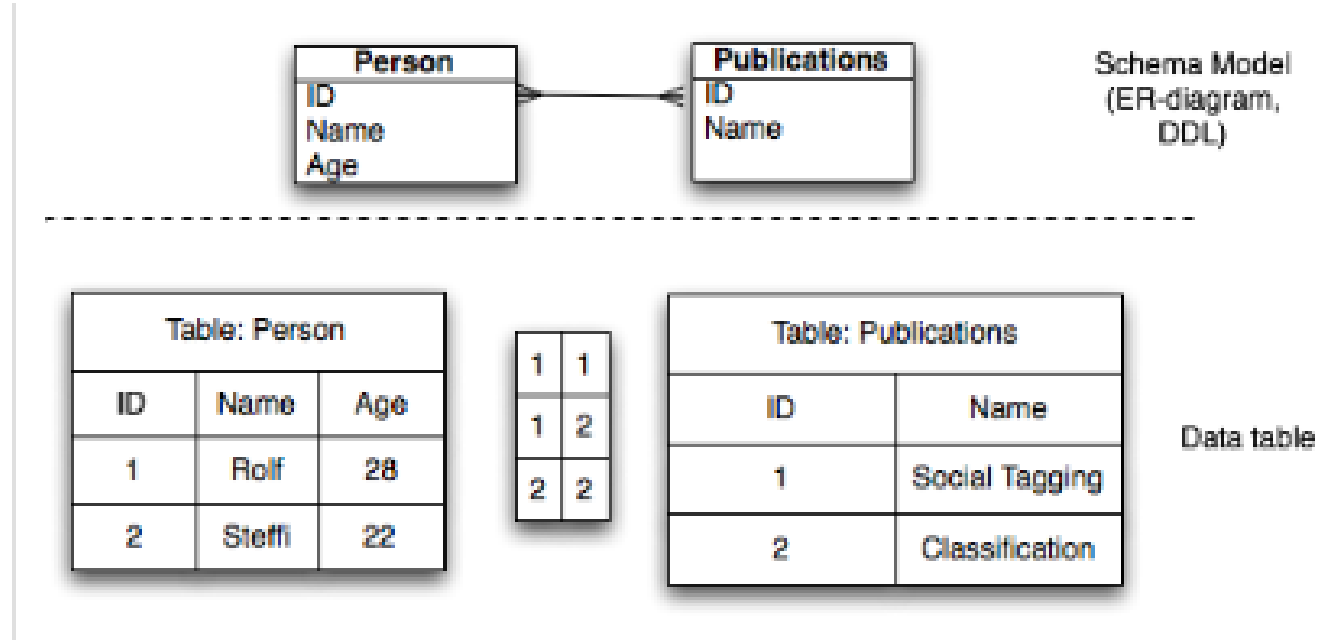 Person
ID
Name
Age
Publications
ID
Name
Schema Model
(ER-diagram,
DDL)
Table: Person
ID Name Age
1 Rolf 28
2 Steffi 22
1 1
1 2
2 2
Table: Publications
ID Name
1 Social Tagging
2 Classification
Data table